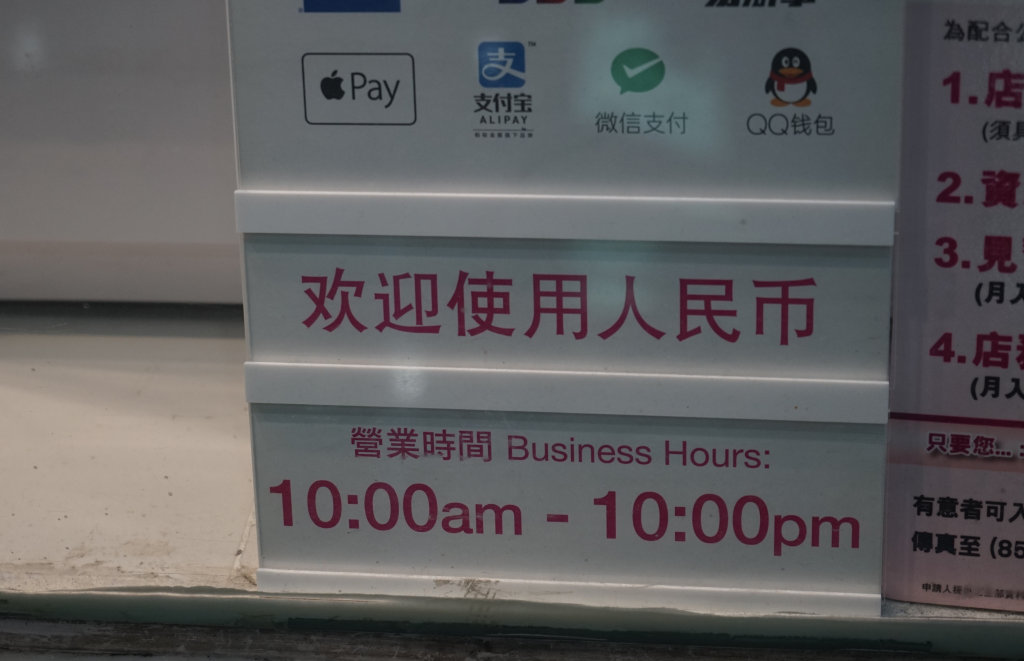 Pay
支付宝
ALIPAY
微信支付
QQ钱包
欢迎使用人民币
營業時間 Business Hours:
10:00am - 10:00pm
為配合
1.店
2.資
3.見
(月入
4.店
(月入
只要您...
有意者可入
傳真至 (85